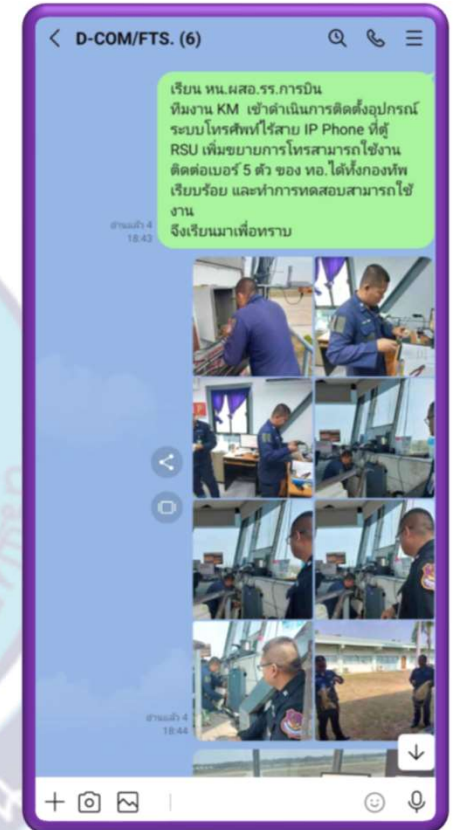 D-COM/FTS. (6)
เรียน หน.ผสอ.รร.การบิน
ทีมงาน KM เข้าดำเนินการติดตั้งอุปกรณ์
ระบบโทรศัพท์ไร้สาย IP Phone ที่ตู้
RSU เพิ่มขยายการโทรสามารถใช้งาน
ติดต่อเบอร์ 5 ตัว ของ ทอ.ได้ทั้งกองทัพ
เรียบร้อย และทำการทดสอบสามารถใช้
งาน
จึงเรียนมาเพื่อทราบ
อ่านแล้ว 4
18:43
อ่านแล้ว 4
18:44